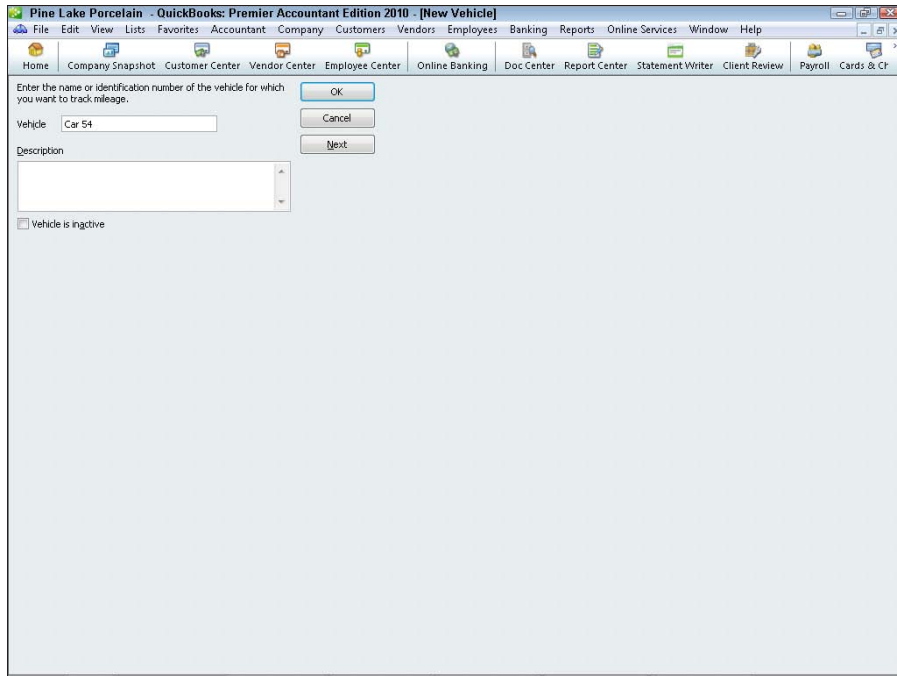 Pine Lake Porcelain - QuickBooks: Premier Accountant Edition 2010 - [New Vehicle]
File Edit View Lists Favorites Accountant Company Customers Vendors Employees Banking Reports Online Services Window Help
Home Company Snapshot Customer Center Vendor Center Employee Center Online Banking Doc Center Report Center Statement Writer Client Review Payroll Cards & Ch
Enter the name or identification number of the vehicle for which
you want to track mileage.
OK
Vehicle Car 54
Cancel
Next
Description
Vehicle is inactive